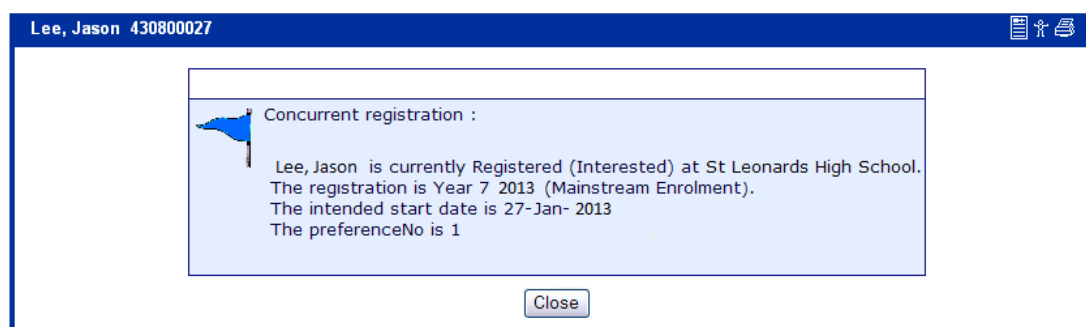 Lee, Jason 430800027
Concurrent registration :
Lee, Jason is currently Registered (Interested) at St Leonards High School.
The registration is Year 7 2013 (Mainstream Enrolment).
The intended start date is 27-Jan- 2013
The preferenceNo is 1
Close